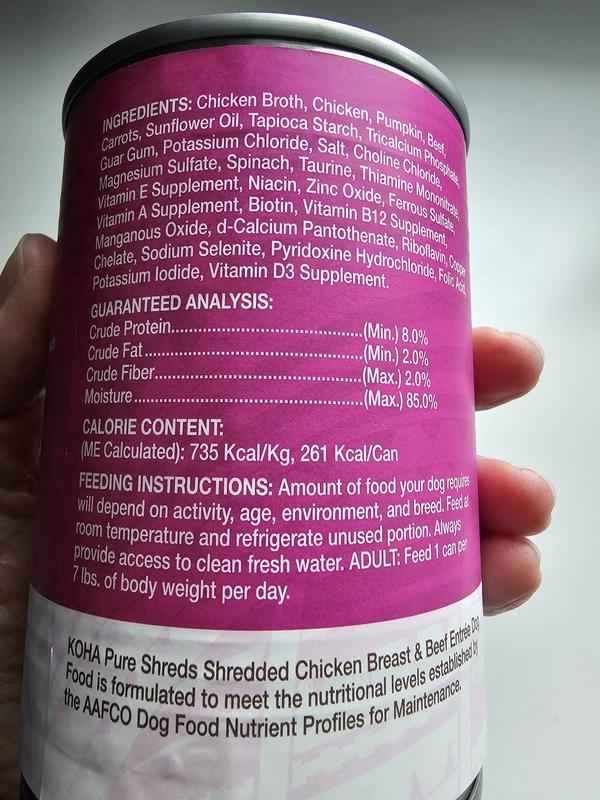 INGREDIENTS: Chicken Broth, Chicken, Pumpkin, Beef,
Carrots, Sunflower Oil, Tapioca Starch, Tricalcium Phosphate,
Guar Gum, Potassium Chloride, Salt, Choline Chloride,
Magnesium Sulfate, Spinach, Taurine, Thiamine Mononitrate,
Vitamin E Supplement, Niacin, Zinc Oxide, Ferrous Sulfate,
Vitamin A Supplement, Biotin, Vitamin B12 Supplement,
Manganous Oxide, d-Calcium Pantothenate, Riboflavin, Copper
Chelate, Sodium Selenite, Pyridoxine Hydrochloride, Folic Acid,
Potassium Iodide, Vitamin D3 Supplement.
GUARANTEED ANALYSIS:
Crude Protein..................................................(Min.) 8.0%
Crude Fat..........................................................(Min.) 2.0%
Crude Fiber.......................................................(Max.) 2.0%
Moisture...........................................................(Max.) 85.0%
CALORIE CONTENT:
(ME Calculated): 735 Kcal/Kg, 261 Kcal/Can
FEEDING INSTRUCTIONS: Amount of food your dog requires
will depend on activity, age, environment, and breed. Feed at
room temperature and refrigerate unused portion. Always
provide access to clean fresh water. ADULT: Feed 1 can per
7 lbs. of body weight per day.
KOHA Pure Shreds Shredded Chicken Breast & Beef Entrée Dog
Food is formulated to meet the nutritional levels established by
the AAFCO Dog Food Nutrient Profiles for Maintenance.